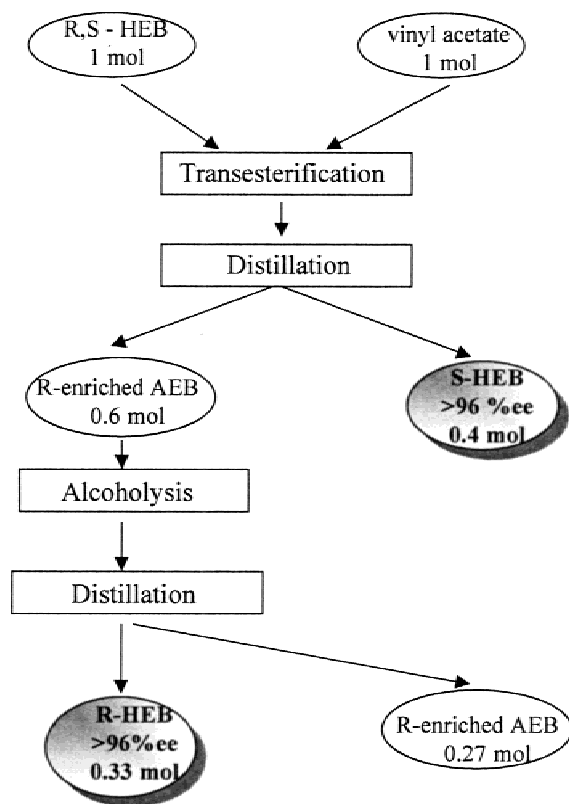 R,S - HEB
1 mol
vinyl acetate
1 mol
Transesterification
Distillation
R-enriched AEB
0.6 mol
S-HEB
>96 %ee
0.4 mol
Alcoholysis
Distillation
R-HEB
>96%ee
0.33 mol
R-enriched AEB
0.27 mol